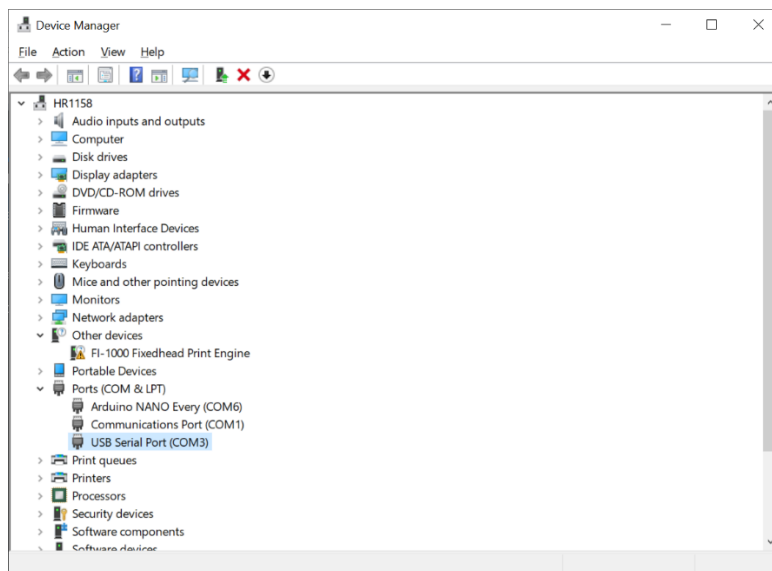 Device Manager
File Action View Help
HR1158
Audio inputs and outputs
Computer
Disk drives
Display adapters
DVD/CD-ROM drives
Firmware
Human Interface Devices
IDE ATA/ATAPI controllers
Keyboards
Mice and other pointing devices
Monitors
Network adapters
Other devices
FI-1000 Fixedhead Print Engine
Portable Devices
Ports (COM & LPT)
Arduino NANO Every (COM6)
Communications Port (COM1)
USB Serial Port (COM3)
Print queues
Printers
Processors
Security devices
Software components
Software devices